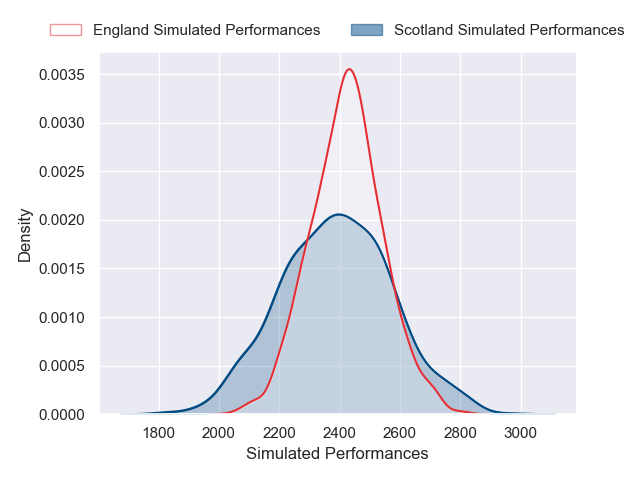 England Simulated Performances
Scotland Simulated Performances
0.0035
0.0030
0.0025
0.0020
0.0015
0.0010
0.0005
0.0000
Density
1800 2000 2200 2400 2600 2800 3000
Simulated Performances